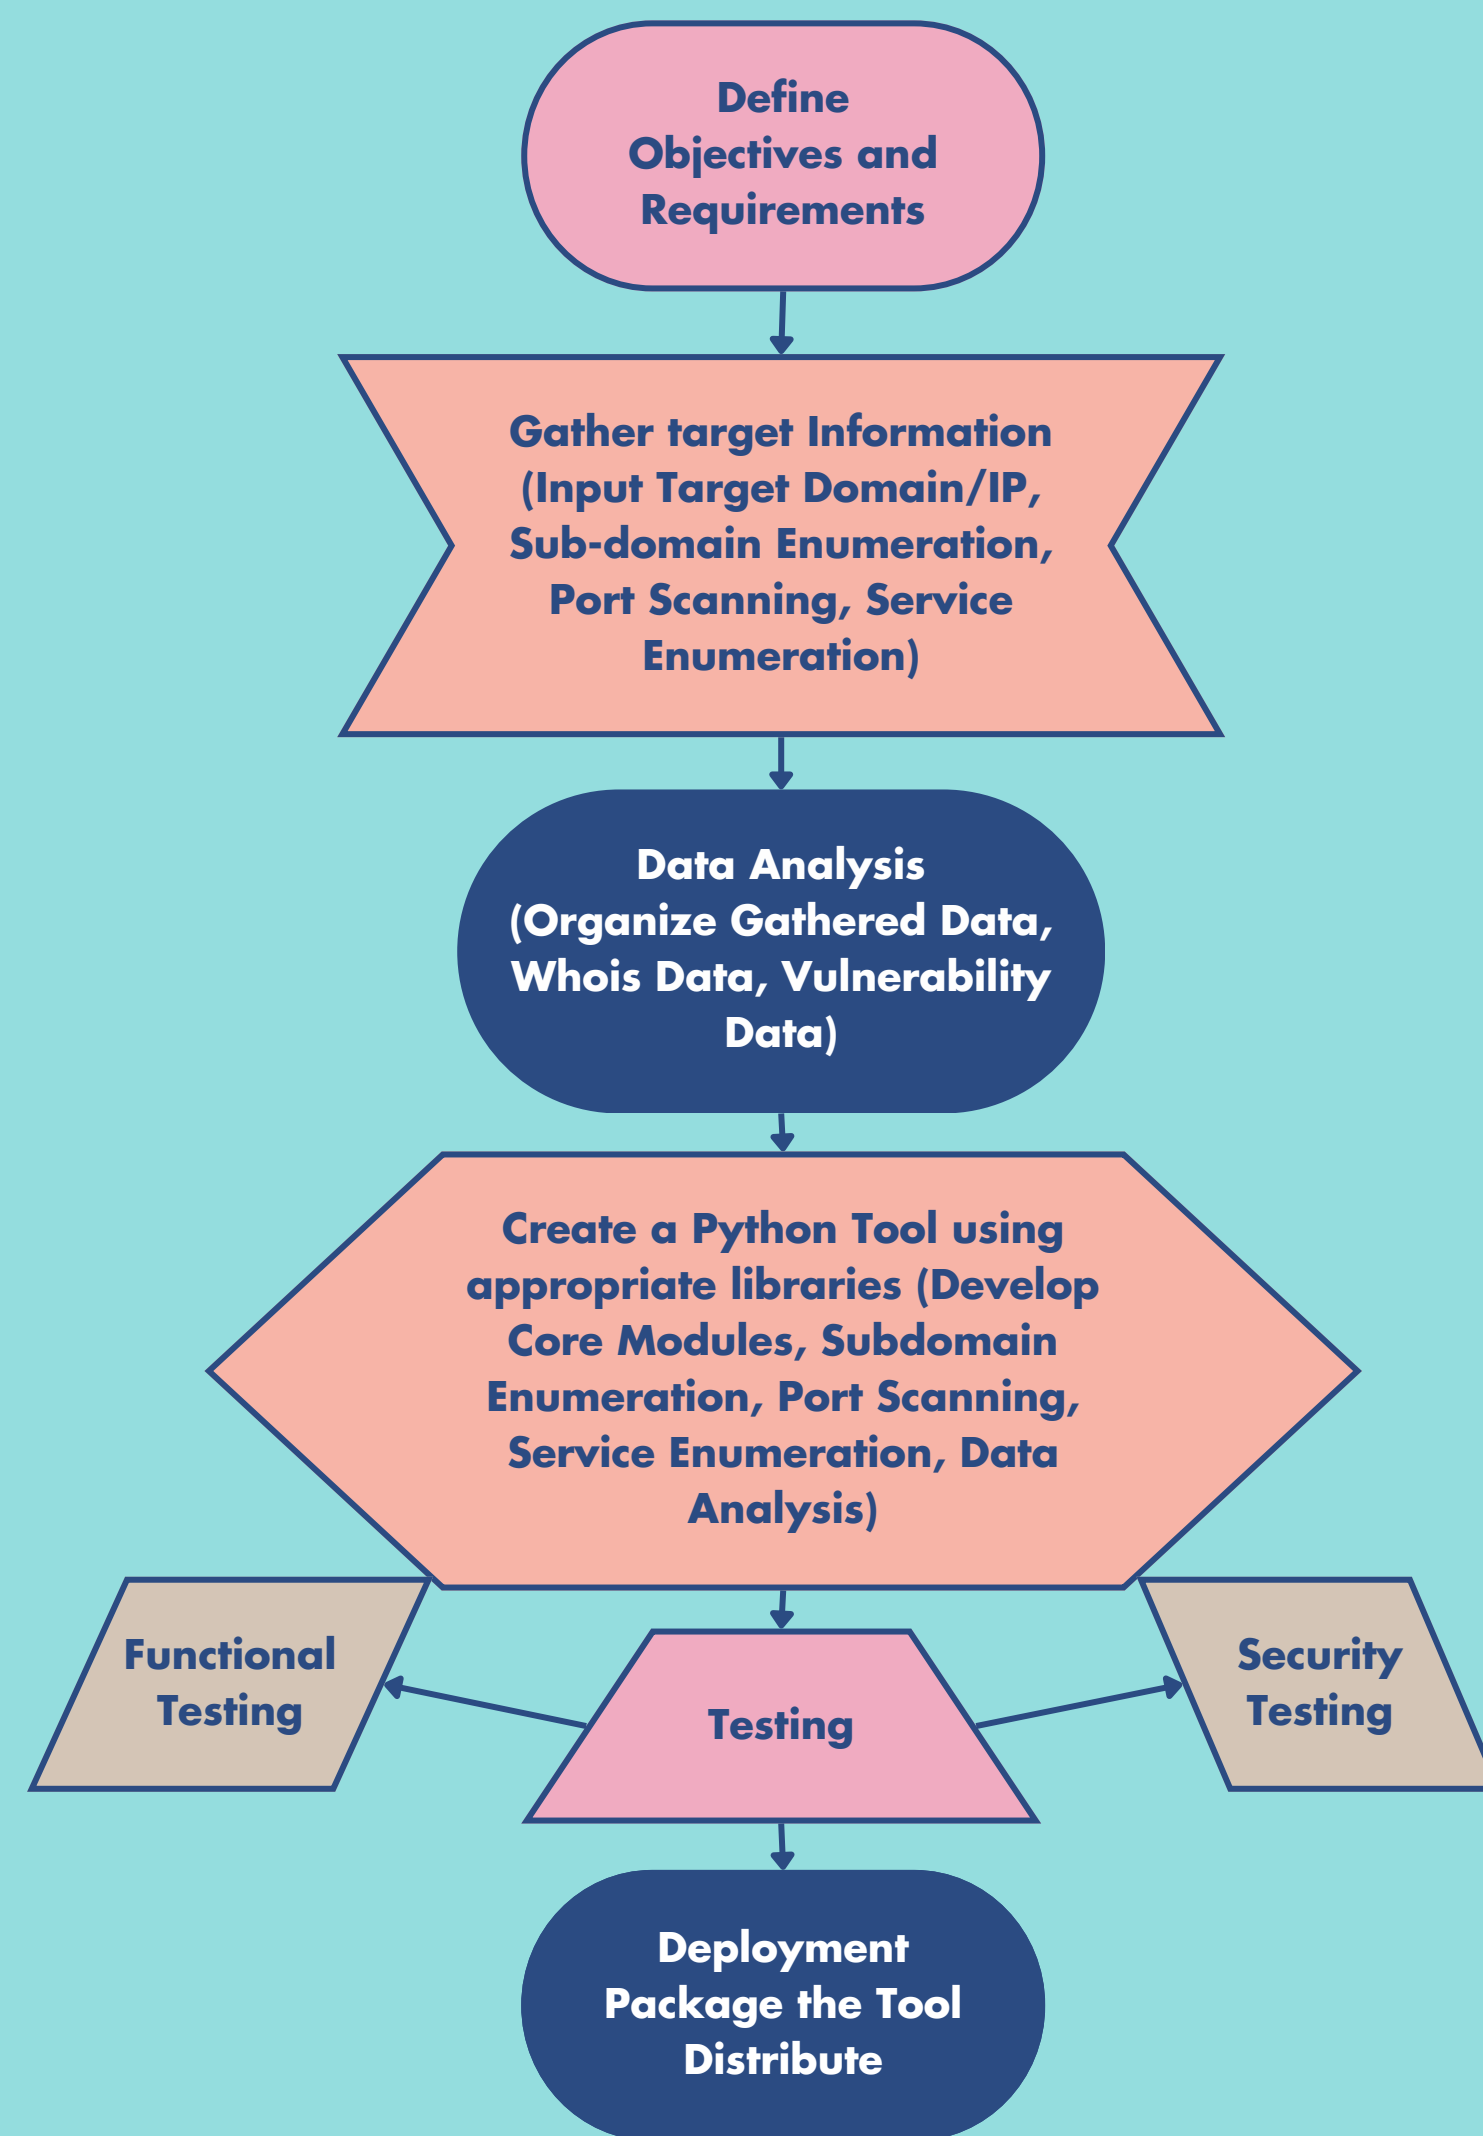 Define
Objectives and
Requirements
Gather target Information
(Input Target Domain/IP,
Sub-domain Enumeration,
Port Scanning, Service
Enumeration)
Data Analysis
(Organize Gathered Data,
Whois Data, Vulnerability
Data)
Create a Python Tool using
appropriate libraries (Develop
Core Modules, Subdomain
Enumeration, Port Scanning,
Service Enumeration, Data
Analysis)
Functional
Testing
Testing
Security
Testing
Deployment
Package the Tool
Distribute